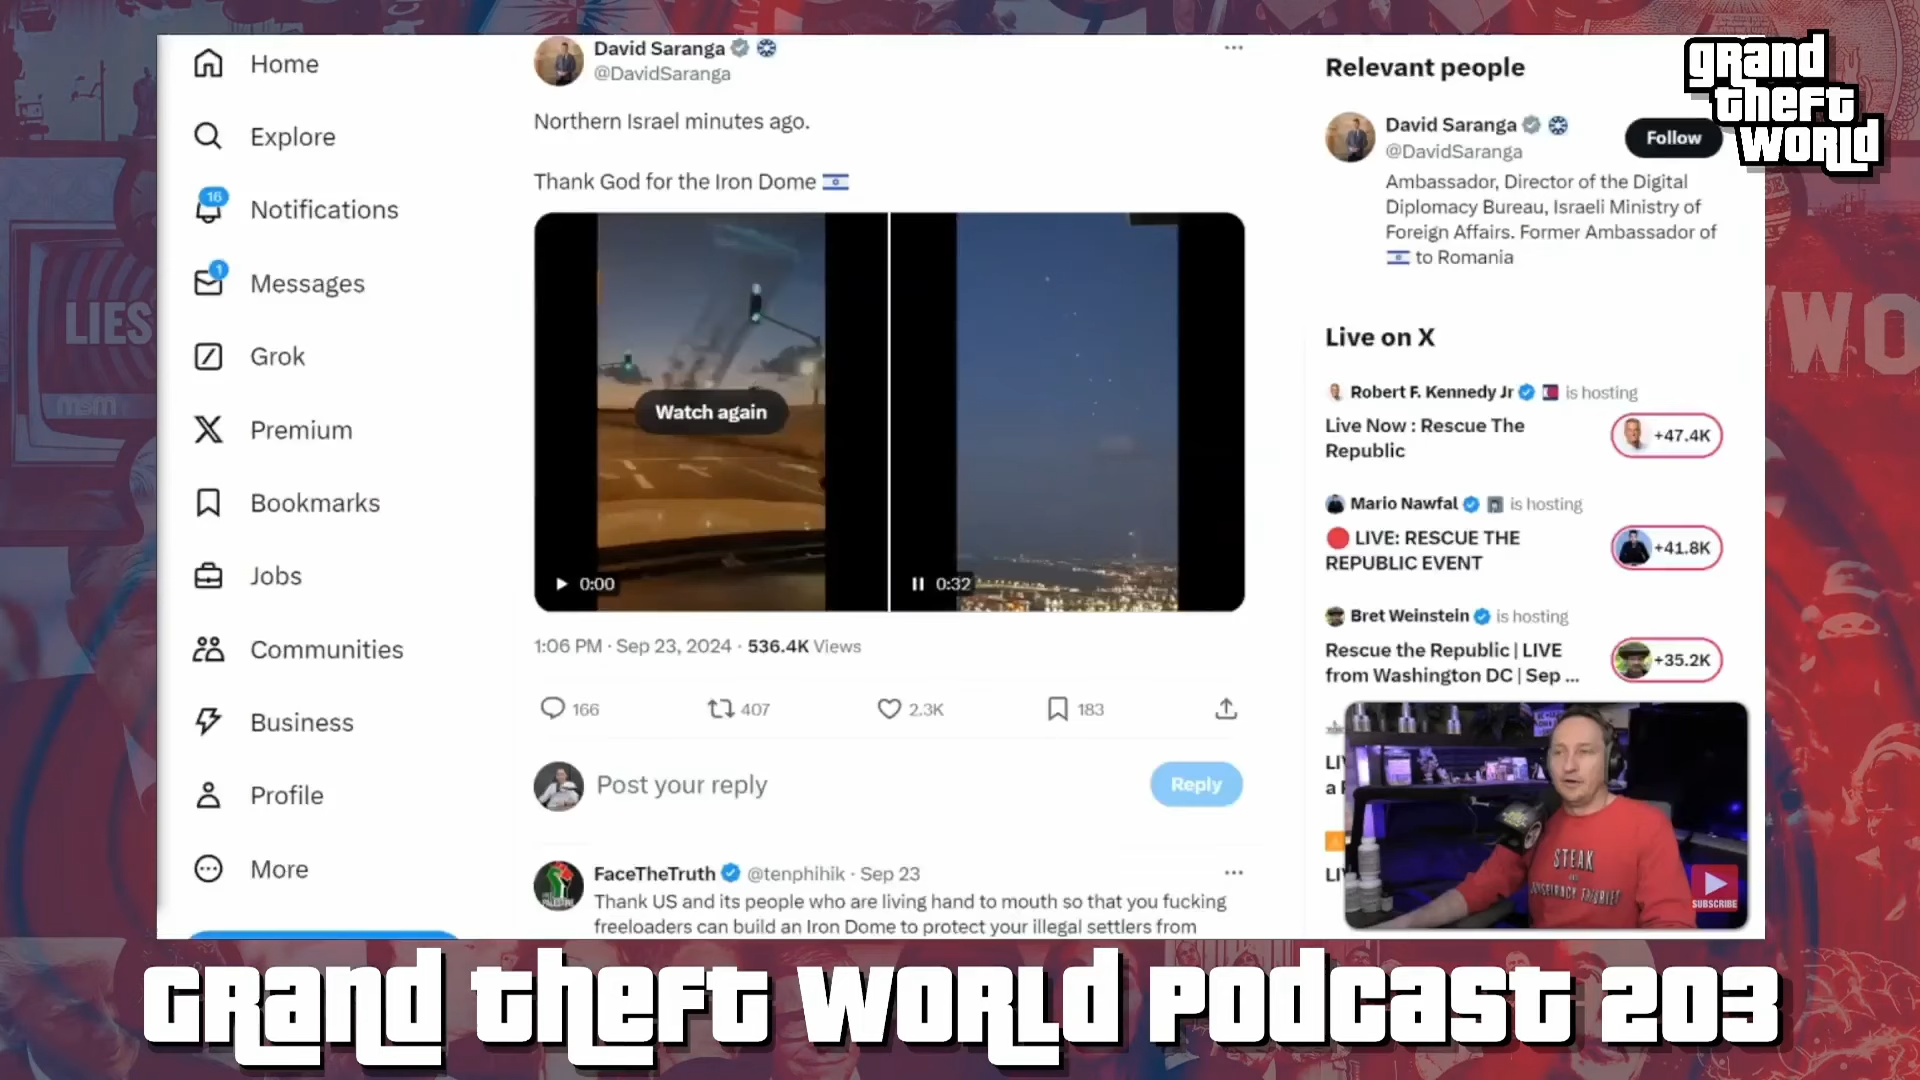 Home
Explore
16
Notifications
1
Messages
Grok
Premium
Bookmarks
Jobs
Communities
Business
Profile
More
David Saranga
@DavidSaranga
Northern Israel minutes ago.
Thank God for the Iron Dome
Watch again
0:00
0:32
1:06 PM · Sep 23, 2024 · 536.4K Views
166
407
2.3K
183
Post your reply
Reply
FaceTheTruth @tenphihik · Sep 23
Thank US and its people who are living hand to mouth so that you fucking
freeloaders can build an Iron Dome to protect your illegal settlers from
Relevant people
David Saranga
@DavidSaranga
Follow
Ambassador, Director of the Digital
Diplomacy Bureau, Israeli Ministry of
Foreign Affairs. Former Ambassador of
to Romania
Live on X
Robert F. Kennedy Jr is hosting
Live Now : Rescue The
Republic
+47.4K
Mario Nawfal is hosting
LIVE: RESCUE THE
REPUBLIC EVENT
+41.8K
Bret Weinstein is hosting
Rescue the Republic | LIVE
from Washington DC | Sep ...
+35.2K
STEAK
SUBSCRIBE
grand
theft
world
LIES
msm
WO
grand theft world podcast 203